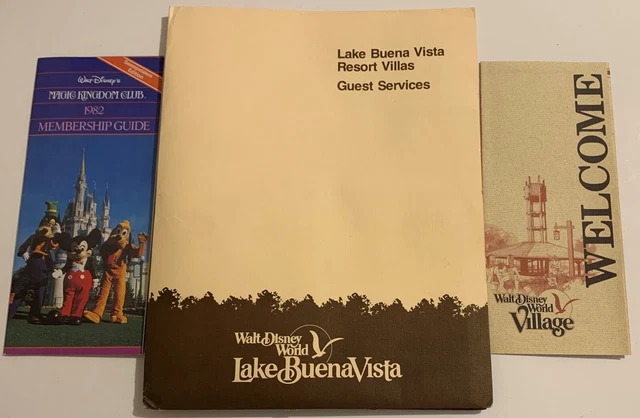 Walt Disney's
MAGIC KINGDOM CLUB
1982
MEMBERSHIP GUIDE
Lake Buena Vista
Resort Villas
Guest Services
Walt Disney
World
Lake Buena Vista
WELCOME
Walt Disney
World
Village